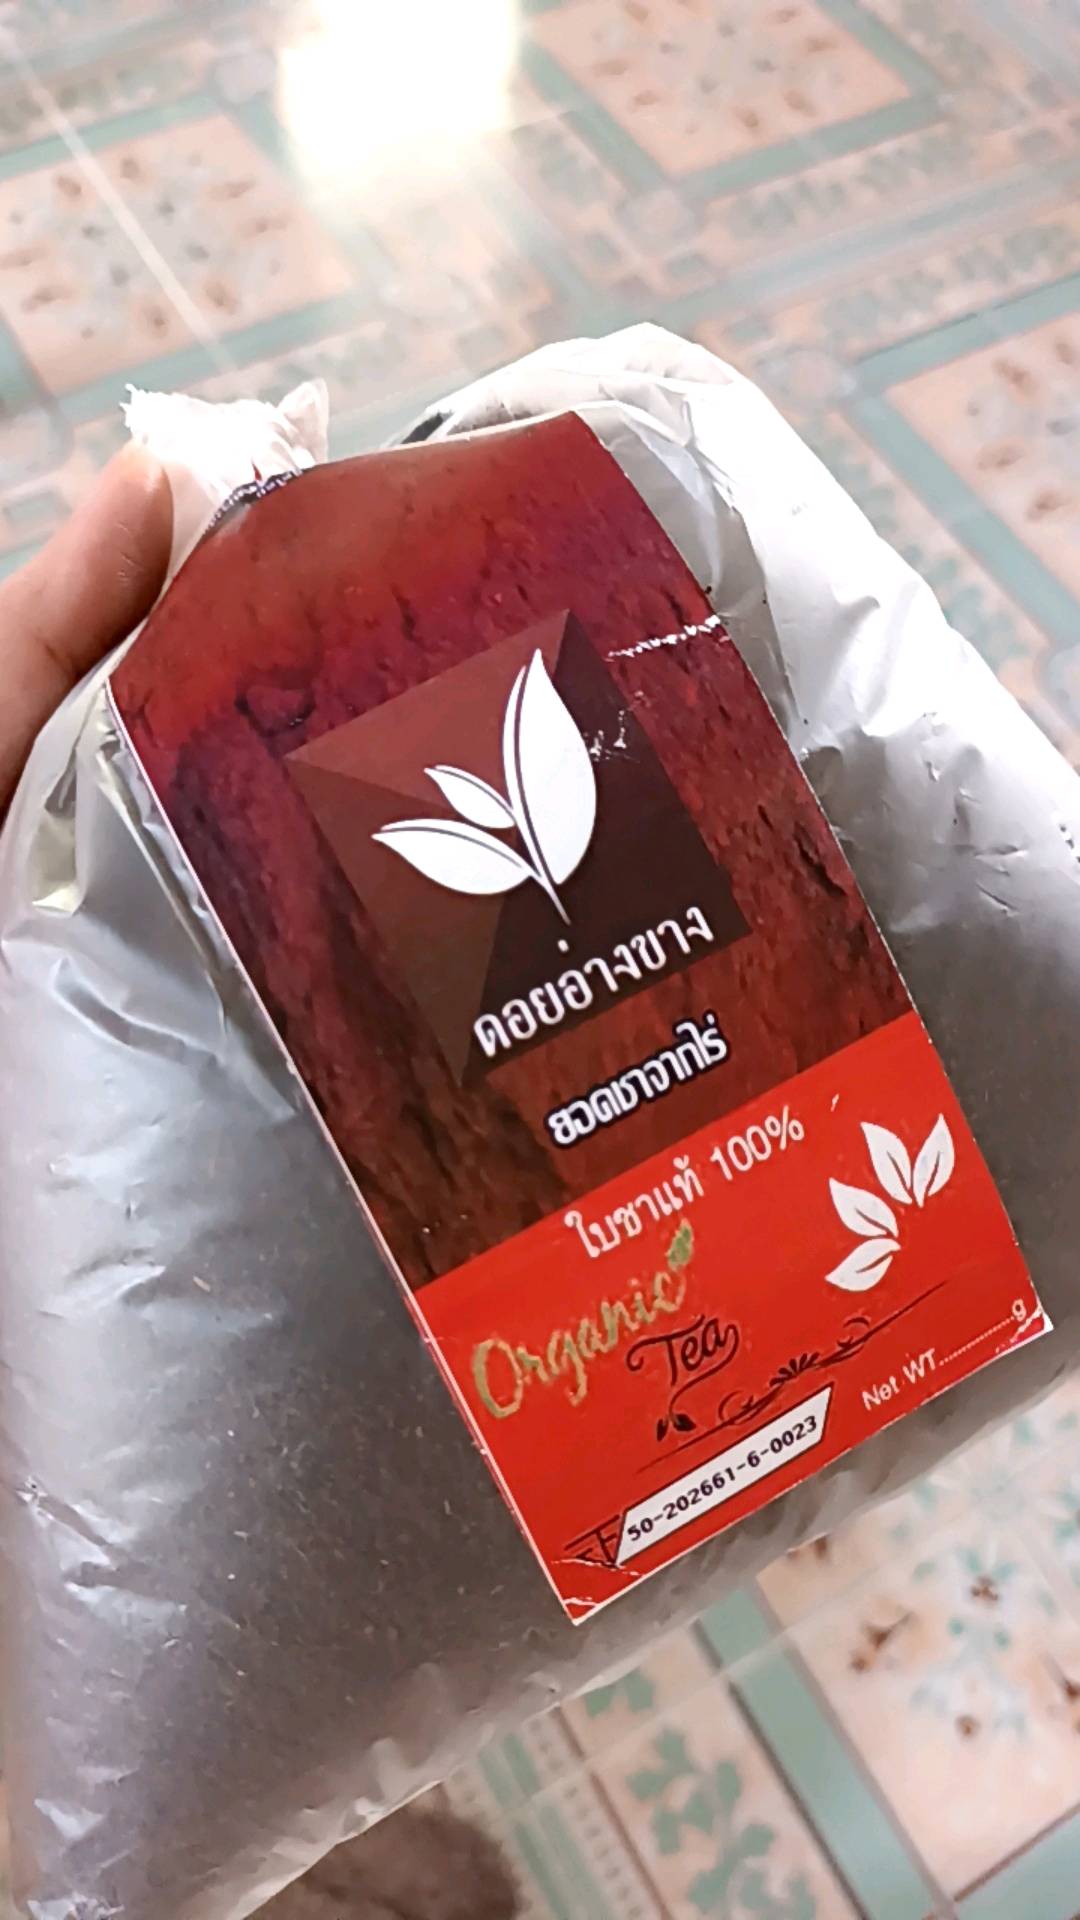 ดอยอ่างขาง
ยอดชาจากไร่
ใบชาแท้ 100%
Organic
Tea
Net WT..................g
50-202661-6-0023